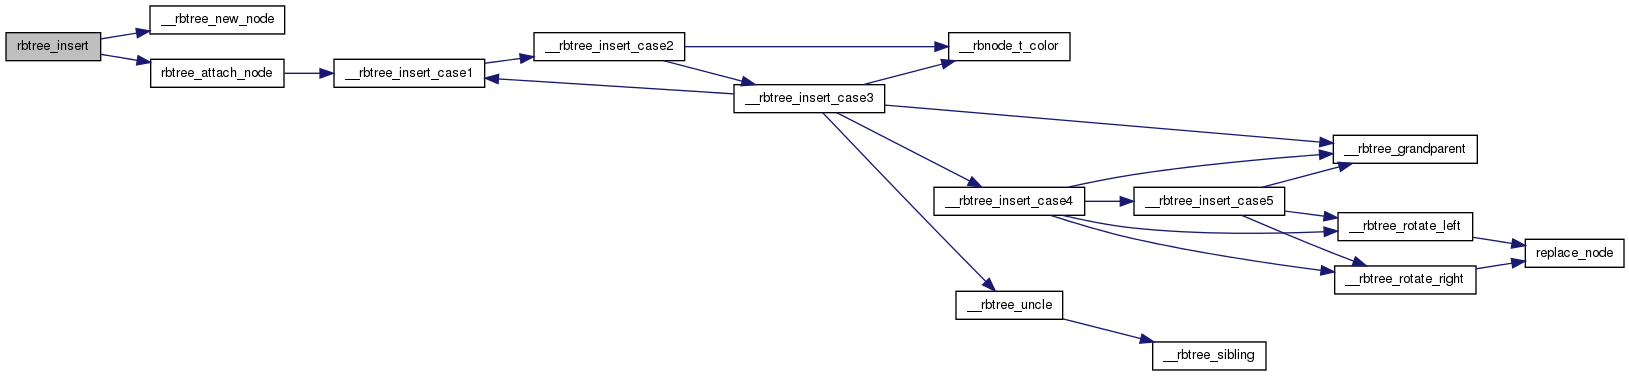 rbtree_insert
__rbtree_new_node
rbtree_attach_node
__rbtree_insert_case1
__rbtree_insert_case2
__rbtree_insert_case3
__rbnode_t_color
__rbtree_grandparent
__rbtree_insert_case4
__rbtree_insert_case5
__rbtree_rotate_left
replace_node
__rbtree_rotate_right
__rbtree_uncle
__rbtree_sibling